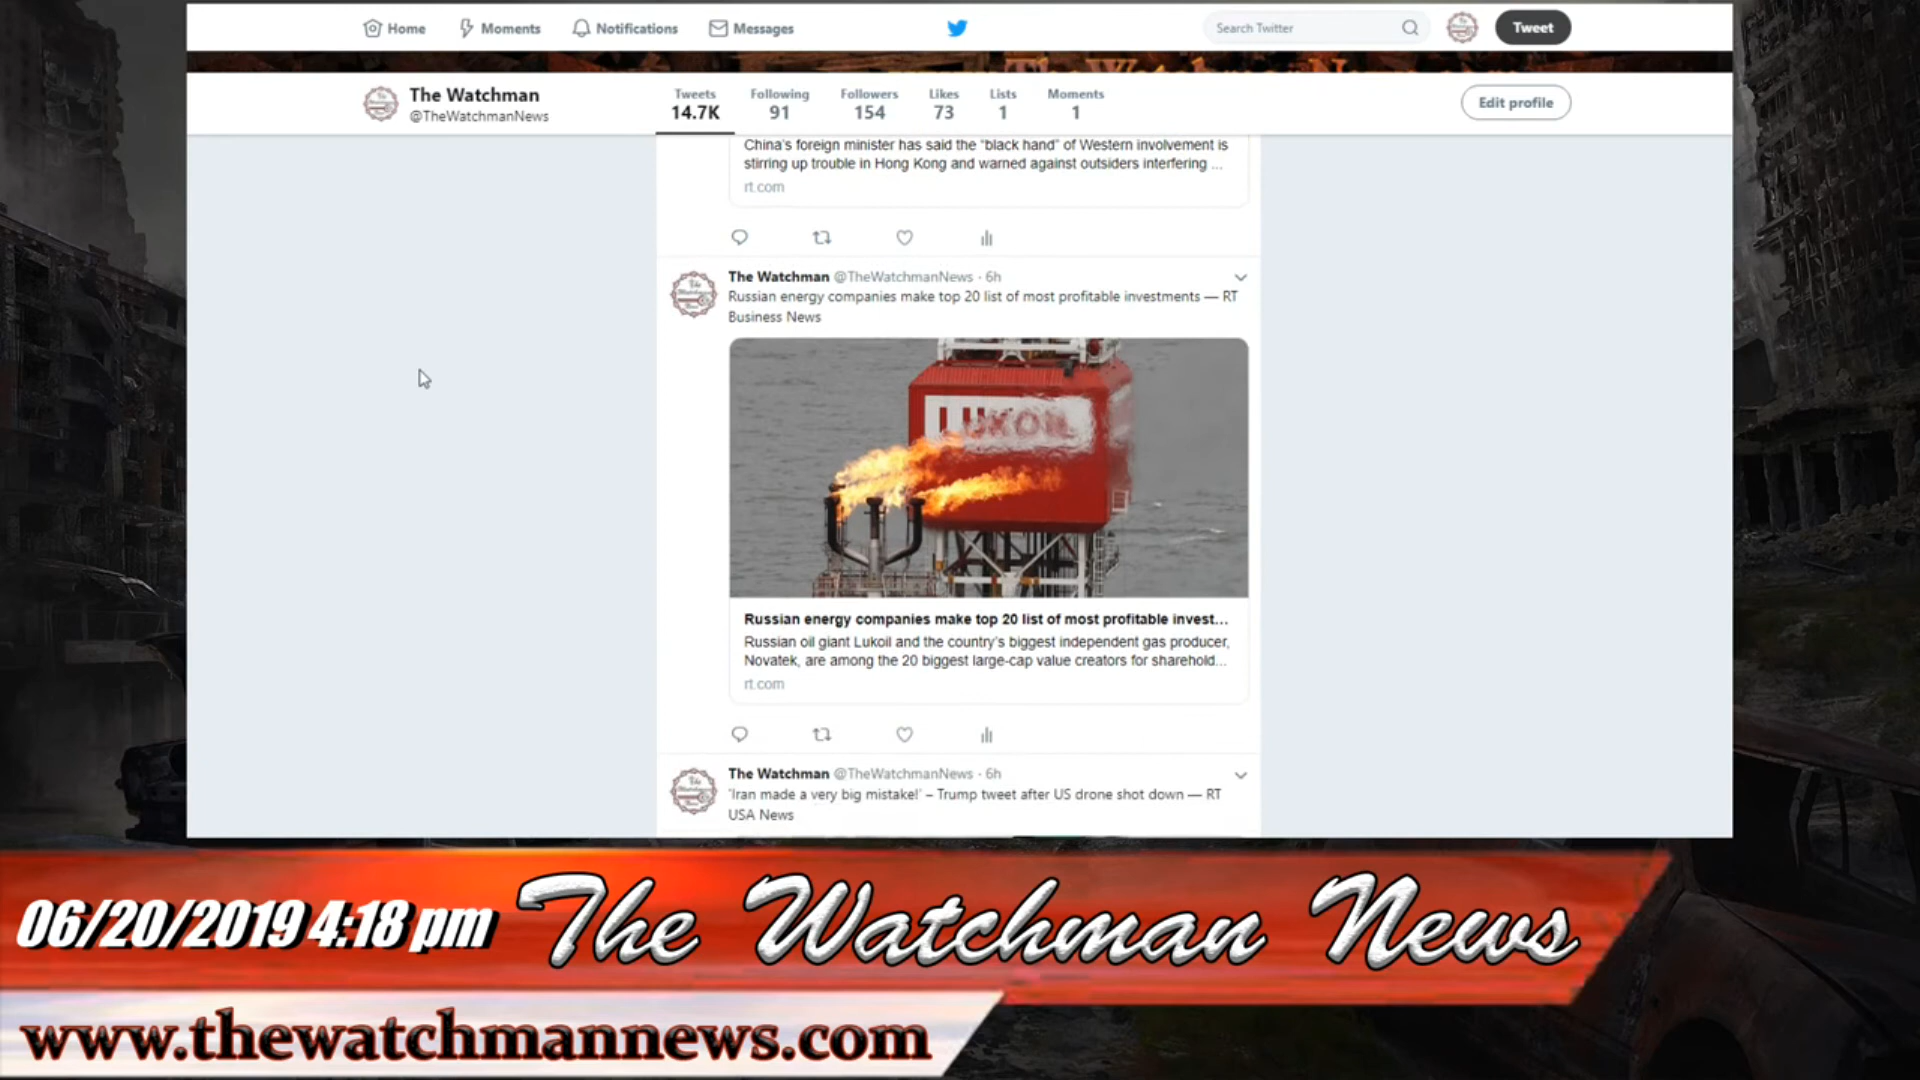 Home Moments Notifications Messages Search Twitter Tweet
The Watchman
@TheWatchmanNews
Tweets Following Followers Likes Lists Moments
14.7K 91 154 73 1 1
Edit profile
China's foreign minister has said the "black hand" of Western involvement is
stirring up trouble in Hong Kong and warned against outsiders interfering ...
rt.com
The Watchman @TheWatchmanNews · 6h
Russian energy companies make top 20 list of most profitable investments — RT
Business News
LUKOIL
Russian energy companies make top 20 list of most profitable invest...
Russian oil giant Lukoil and the country's biggest independent gas producer,
Novatek, are among the 20 biggest large-cap value creators for sharehold...
rt.com
The Watchman @TheWatchmanNews · 6h
'Iran made a very big mistake!' – Trump tweet after US drone shot down — RT
USA News
06/20/2019 4:18 pm The Watchman News
www.thewatchmannews.com